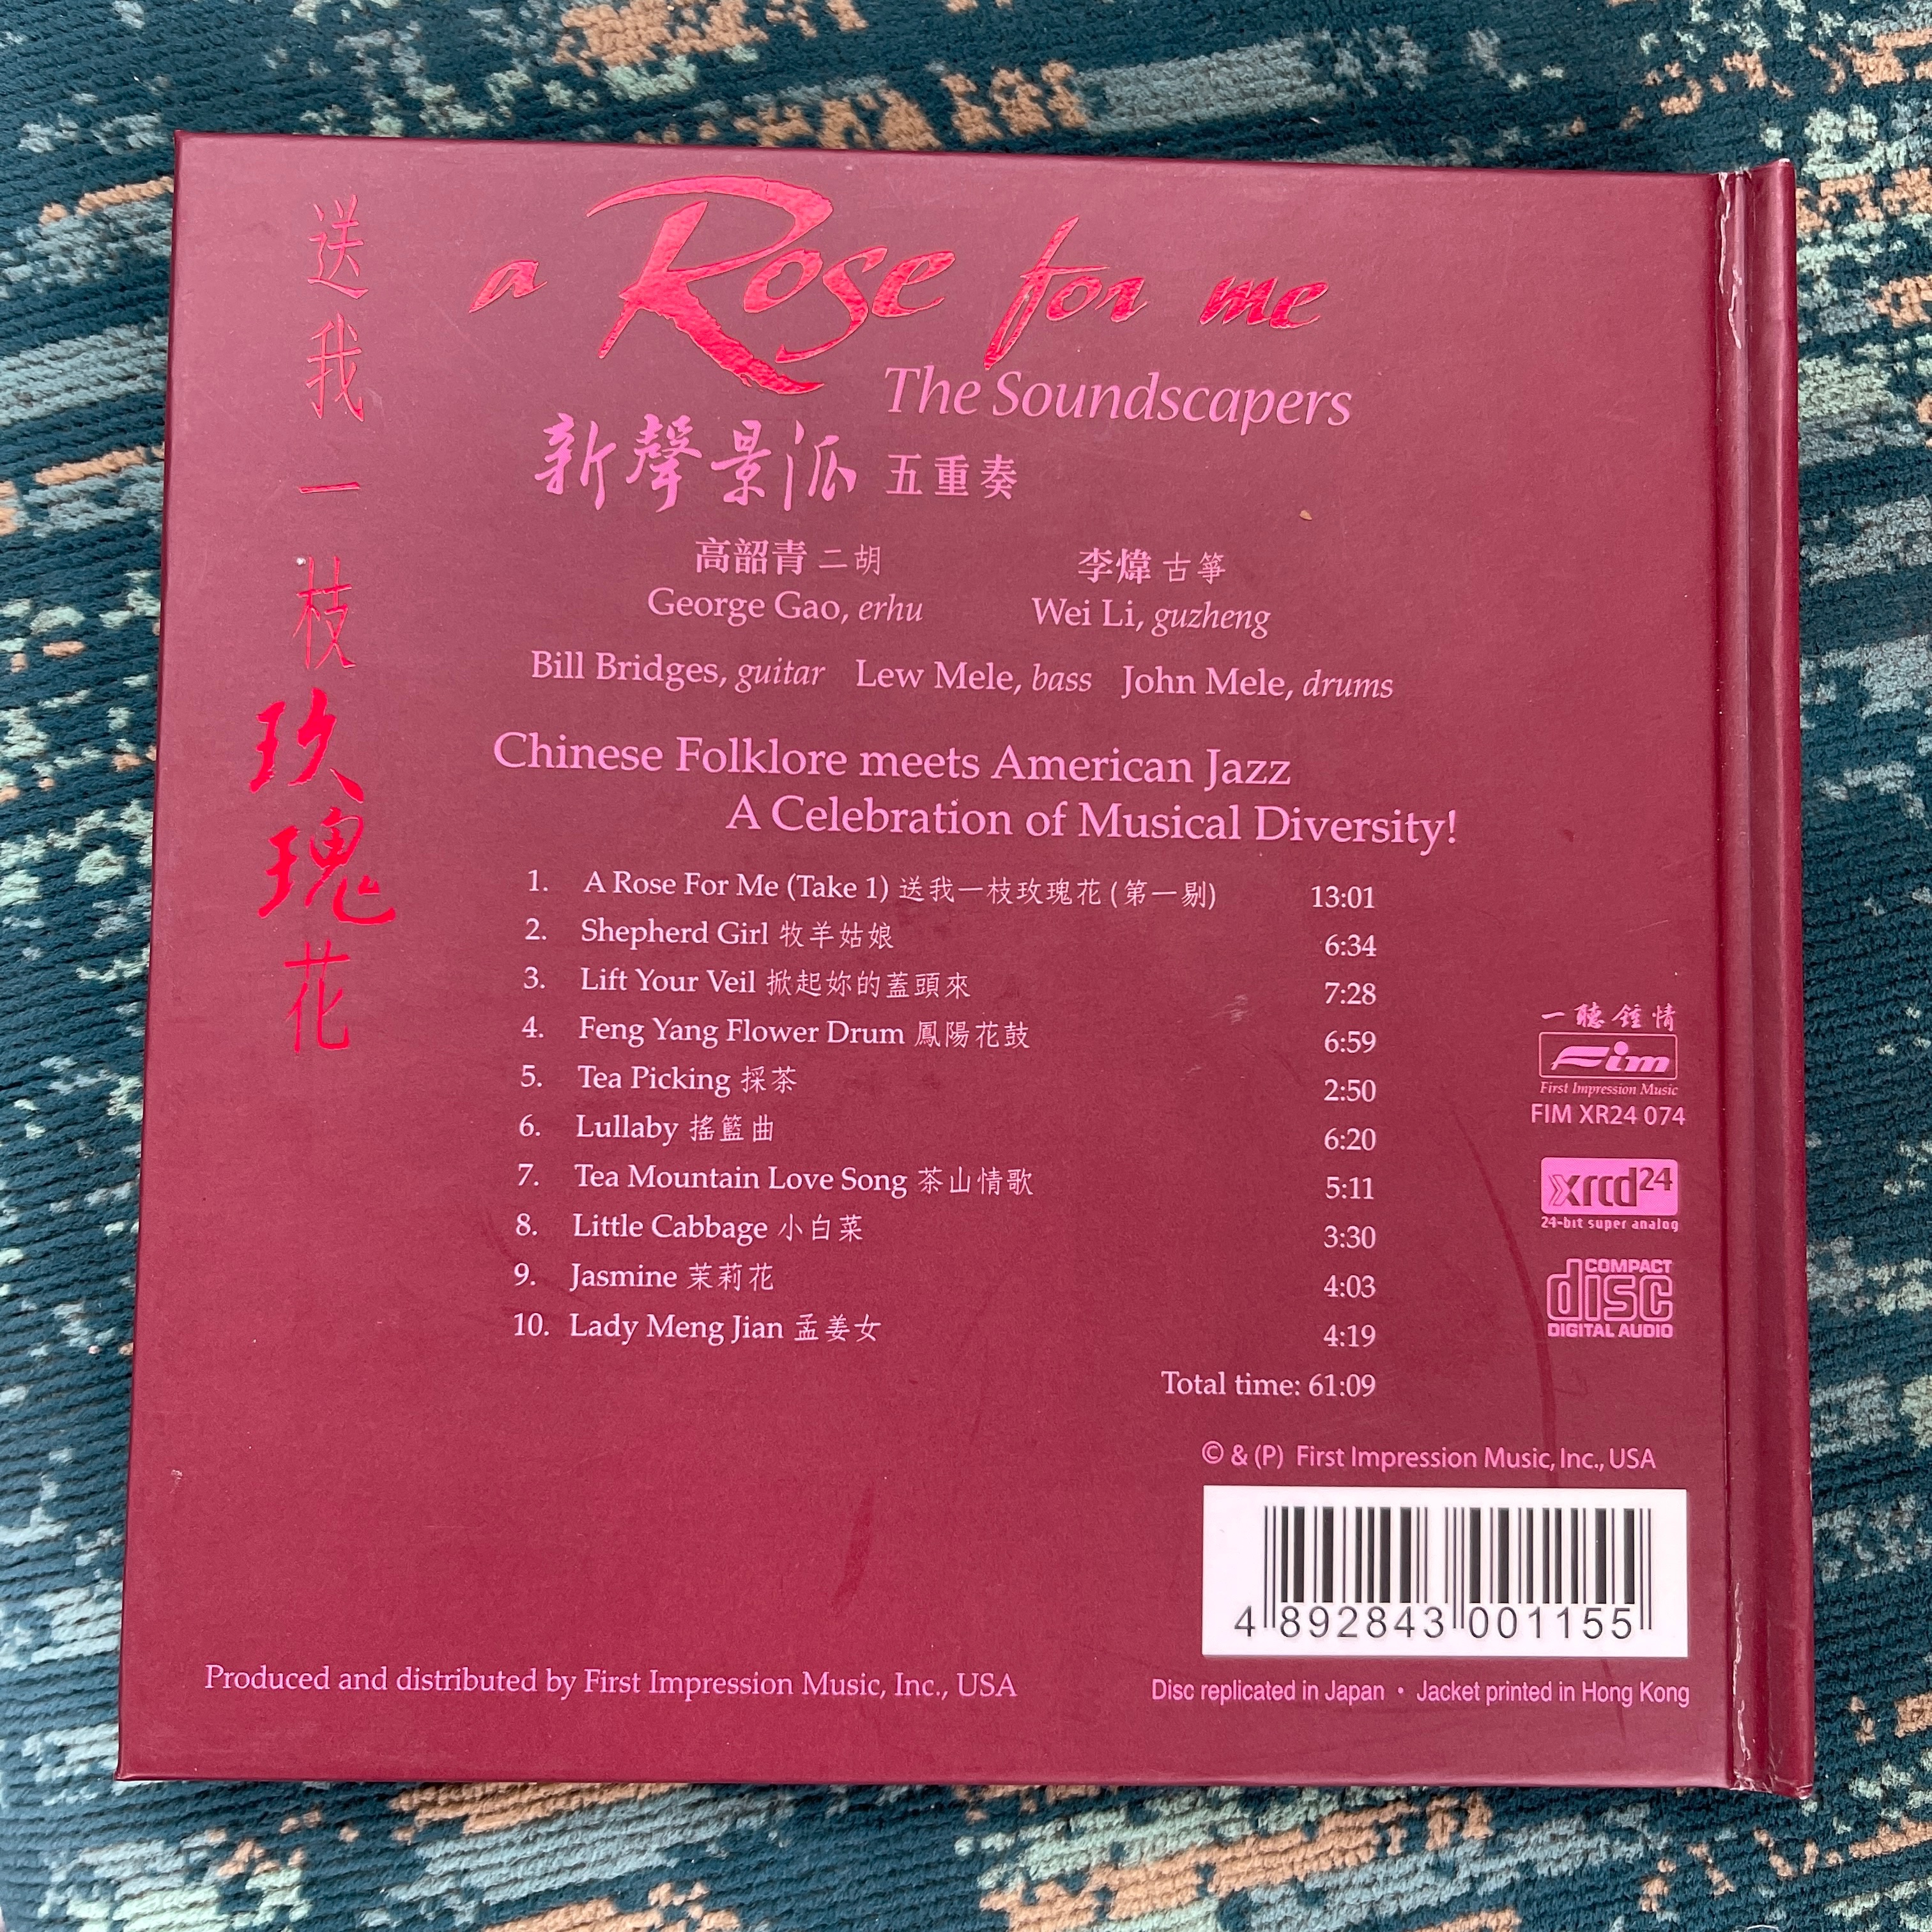 送我一枝玫瑰花
a Rose for me
The Soundscapers
新聲景派 五重奏
高韶青 二胡
George Gao, erhu
李煒 古箏
Wei Li, guzheng
Bill Bridges, guitar Lew Mele, bass John Mele, drums
Chinese Folklore meets American Jazz
A Celebration of Musical Diversity!
1. A Rose For Me (Take 1) 送我一枝玫瑰花 (第一剔) 13:01
2. Shepherd Girl 牧羊姑娘 6:34
3. Lift Your Veil 掀起妳的蓋頭來 7:28
4. Feng Yang Flower Drum 鳳陽花鼓 6:59
5. Tea Picking 採茶 2:50
6. Lullaby 搖籃曲 6:20
7. Tea Mountain Love Song 茶山情歌 5:11
8. Little Cabbage 小白菜 3:30
9. Jasmine 茉莉花 4:03
10. Lady Meng Jian 孟姜女 4:19
Total time: 61:09
一聽鍾情
Fim
First Impression Music
FIM XR24 074
xrcd24
24-bit super analog
COMPACT
disc
DIGITAL AUDIO
© & (P) First Impression Music, Inc., USA
4 892843 001155
Produced and distributed by First Impression Music, Inc., USA
Disc replicated in Japan • Jacket printed in Hong Kong